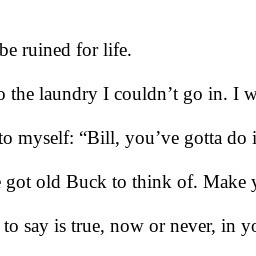 be ruined for life.
the laundry I couldn’t go in. I
to myself: “Bill, you’ve gotta do
got old Buck to think of. Make
to say is true, now or never, in